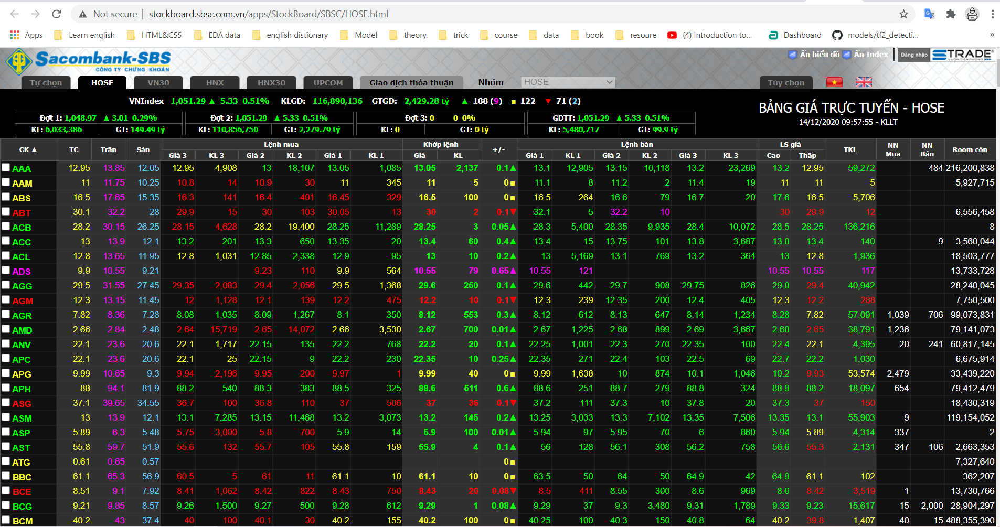 Not secure | stockboard.sbsc.com.vn/apps/StockBoard/SBSC/HOSE.html
Apps Learn english HTML&CSS EDA data english distionary Model theory trick course data book resoure (4) Introduction to... Dashboard models/tf2_detecti... »
Sacombank-SBS
CÔNG TY CHỨNG KHOÁN
Ẩn biểu đồ Ẩn Index Đăng nhập STRADE
LUÔN TIÊN PHONG
Tự chọn HOSE VN30 HNX HNX30 UPCOM Giao dịch thỏa thuận Nhóm HOSE Tùy chọn
VNIndex 1,051.29 ▲ 5.33 0.51% KLGD: 116,890,136 GTGD: 2,429.28 tỷ ▲ 188 (9) ■ 122 ▼ 71 (2)
BẢNG GIÁ TRỰC TUYẾN - HOSE
14/12/2020 09:57:55 - KLLT
Đợt 1: 1,048.97 ▲ 3.01 0.29% Đợt 2: 1,051.29 ▲ 5.33 0.51% Đợt 3: 0 0 0% GDTT: 1,051.29 ▲ 5.33 0.51%
KL: 6,033,386 GT: 149.49 tỷ KL: 110,856,750 GT: 2,279.79 tỷ KL: 0 GT: 0 tỷ KL: 5,480,717 GT: 99.9 tỷ
CK ▲ TC Trần Sàn Lệnh mua Khớp lệnh +/- Lệnh bán LS giá TKL NN Mua NN Bán Room còn
Giá 3 KL 3 Giá 2 KL 2 Giá 1 KL 1 Giá KL Giá 1 KL 1 Giá 2 KL 2 Giá 3 KL 3 Cao Thấp
AAA 12.95 13.85 12.05 12.95 4,908 13 18,107 13.05 1,085 13.05 2,137 0.1▲ 13.1 12,905 13.15 10,118 13.2 23,269 13.2 12.95 59,272 484 216,200,838
AAM 11 11.75 10.25 10.8 14 10.9 30 11 345 11 5 0■ 11.1 8 11.2 2 11.4 19 11 11 5 5,927,715
ABS 16.5 17.65 15.35 16.3 141 16.4 401 16.45 329 16.5 100 0■ 16.5 264 16.6 79 16.7 20 17.6 16.5 5,706
ABT 30.1 32.2 28 29.9 15 30 103 30.05 13 30 2 0.1▼ 32.1 5 32.2 10 30 29.9 12 6,556,458
ACB 28.2 30.15 26.25 28.15 4,628 28.2 19,400 28.25 11,289 28.25 3 0.05▲ 28.3 5,400 28.35 9,935 28.4 10,072 28.5 28.25 136,216 8
ACC 13 13.9 12.1 13.2 201 13.3 650 13.35 20 13.4 60 0.4▲ 13.4 15 13.75 101 13.8 3,687 13.8 13.4 140 9 3,560,044
ACL 12.8 13.65 11.95 12.8 1,031 12.85 2,338 12.9 95 13 10 0.2▲ 13 5,169 13.1 769 13.2 364 13 12.8 1,936 18,503,777
ADS 9.9 10.55 9.21 9.23 110 9.9 564 10.55 79 0.65▲ 10.55 121 10.55 10.55 117 13,733,728
AGG 29.5 31.55 27.45 29.35 2,083 29.4 2,056 29.5 1,368 29.6 250 0.1▲ 29.6 442 29.7 908 29.75 826 29.8 29.4 40,942 28,240,045
AGM 12.3 13.15 11.45 12 1,128 12.1 139 12.2 475 12.2 10 0.1▼ 12.3 239 12.35 200 12.4 405 12.3 12.2 288 7,750,500
AGR 7.82 8.36 7.28 8.08 1,035 8.09 1,267 8.1 350 8.12 553 0.3▲ 8.12 612 8.13 647 8.14 1,234 8.28 7.82 57,091 1,039 706 99,073,831
AMD 2.66 2.84 2.48 2.64 15,719 2.65 14,072 2.66 3,530 2.67 700 0.01▲ 2.67 1,225 2.68 899 2.69 3,667 2.68 2.65 38,791 1,236 79,141,073
ANV 22.1 23.6 20.6 22.1 1,717 22.15 135 22.2 768 22.2 20 0.1▲ 22.25 1,001 22.3 270 22.35 100 22.4 22.1 4,395 20 241 60,817,145
APC 22.1 23.6 20.6 22.1 25 22.15 9 22.2 230 22.35 10 0.25▲ 22.35 271 22.4 103 22.5 69 22.7 22.2 1,030 6,675,914
APG 9.99 10.65 9.3 9.94 2,196 9.95 200 9.97 1 9.99 40 0■ 9.99 1,638 10 874 10.1 1,046 10.2 9.93 53,574 2,479 33,439,220
APH 88 94.1 81.9 88.2 540 88.3 383 88.5 325 88.6 511 0.6▲ 88.6 251 88.7 279 88.8 324 88.9 88.2 18,097 654 79,412,479
ASG 37.1 39.65 34.55 36.7 100 36.8 110 37 506 37 36 0.1▼ 37.2 111 37.3 10 37.8 20 37.3 37 150 18,430,319
ASM 13 13.9 12.1 13.1 7,285 13.15 11,468 13.2 3,073 13.2 145 0.2▲ 13.25 3,033 13.3 7,102 13.35 7,506 13.35 13.1 55,903 9 119,154,052
ASP 5.89 6.3 5.48 5.75 3,000 5.8 700 5.9 14 5.9 100 0.01▲ 5.94 97 5.95 70 6 860 5.94 5.89 4,314 337 2
AST 55.8 59.7 51.9 55.6 132 55.7 105 55.8 159 55.9 4 0.1▲ 56 128 56.1 308 56.2 758 56.6 55.3 2,131 347 106 2,663,353
ATG 0.61 0.65 0.57 0■ 7,327,640
BBC 61.1 65.3 56.9 60.5 5 61 11 61.1 10 61.1 10 0■ 63.5 50 64 50 64.9 42 64.9 61.1 102 362,207
BCE 8.51 9.1 7.92 8.41 1,062 8.42 822 8.43 750 8.43 20 0.08▼ 8.5 411 8.55 300 8.6 969 8.6 8.42 3,519 1 13,730,766
BCG 9.21 9.85 8.57 9.26 1,500 9.27 500 9.28 612 9.29 1 0.08▲ 9.29 37 9.3 3,480 9.31 1,789 9.33 9.23 15,617 15 2,000 28,904,297
BCM 40.2 43 37.4 40 100 40.1 30 40.2 155 40.2 100 0■ 40.25 100 40.3 150 40.8 64 40.2 39.8 1,407 40 15 488,355,390